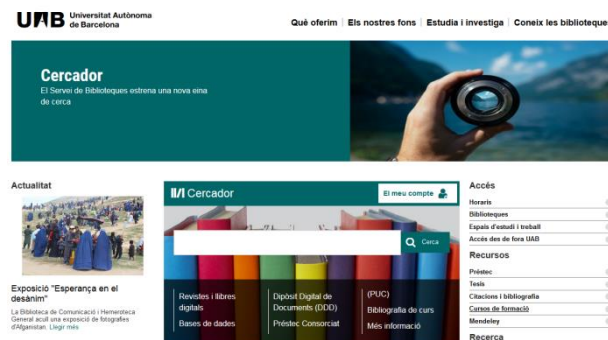 UAB Universitat Autònoma
de Barcelona
Què oferim Els nostres fons Estudia i investiga Coneix les biblioteques
Cercador
El Servei de Biblioteques estrena una nova eina
de cerca
Actualitat
Exposició "Esperança en el
desànim"
La Biblioteca de Comunicació i Hemeroteca
General acull una exposició de fotografies
d'Afganistan. Llegir més
Cercador
El meu compte
Cerca
Revistes i llibres
digitals
Bases de dades
Dipòsit Digital de
Documents (DDD)
Préstec Consorciat
(PUC)
Bibliografia de curs
Més informació
Accés
Horaris
Biblioteques
Espais d'estudi i treball
Accés des de fora UAB
Recursos
Préstec
Tesis
Citacions i bibliografia
Cursos de formació
Mendeley
Recerca